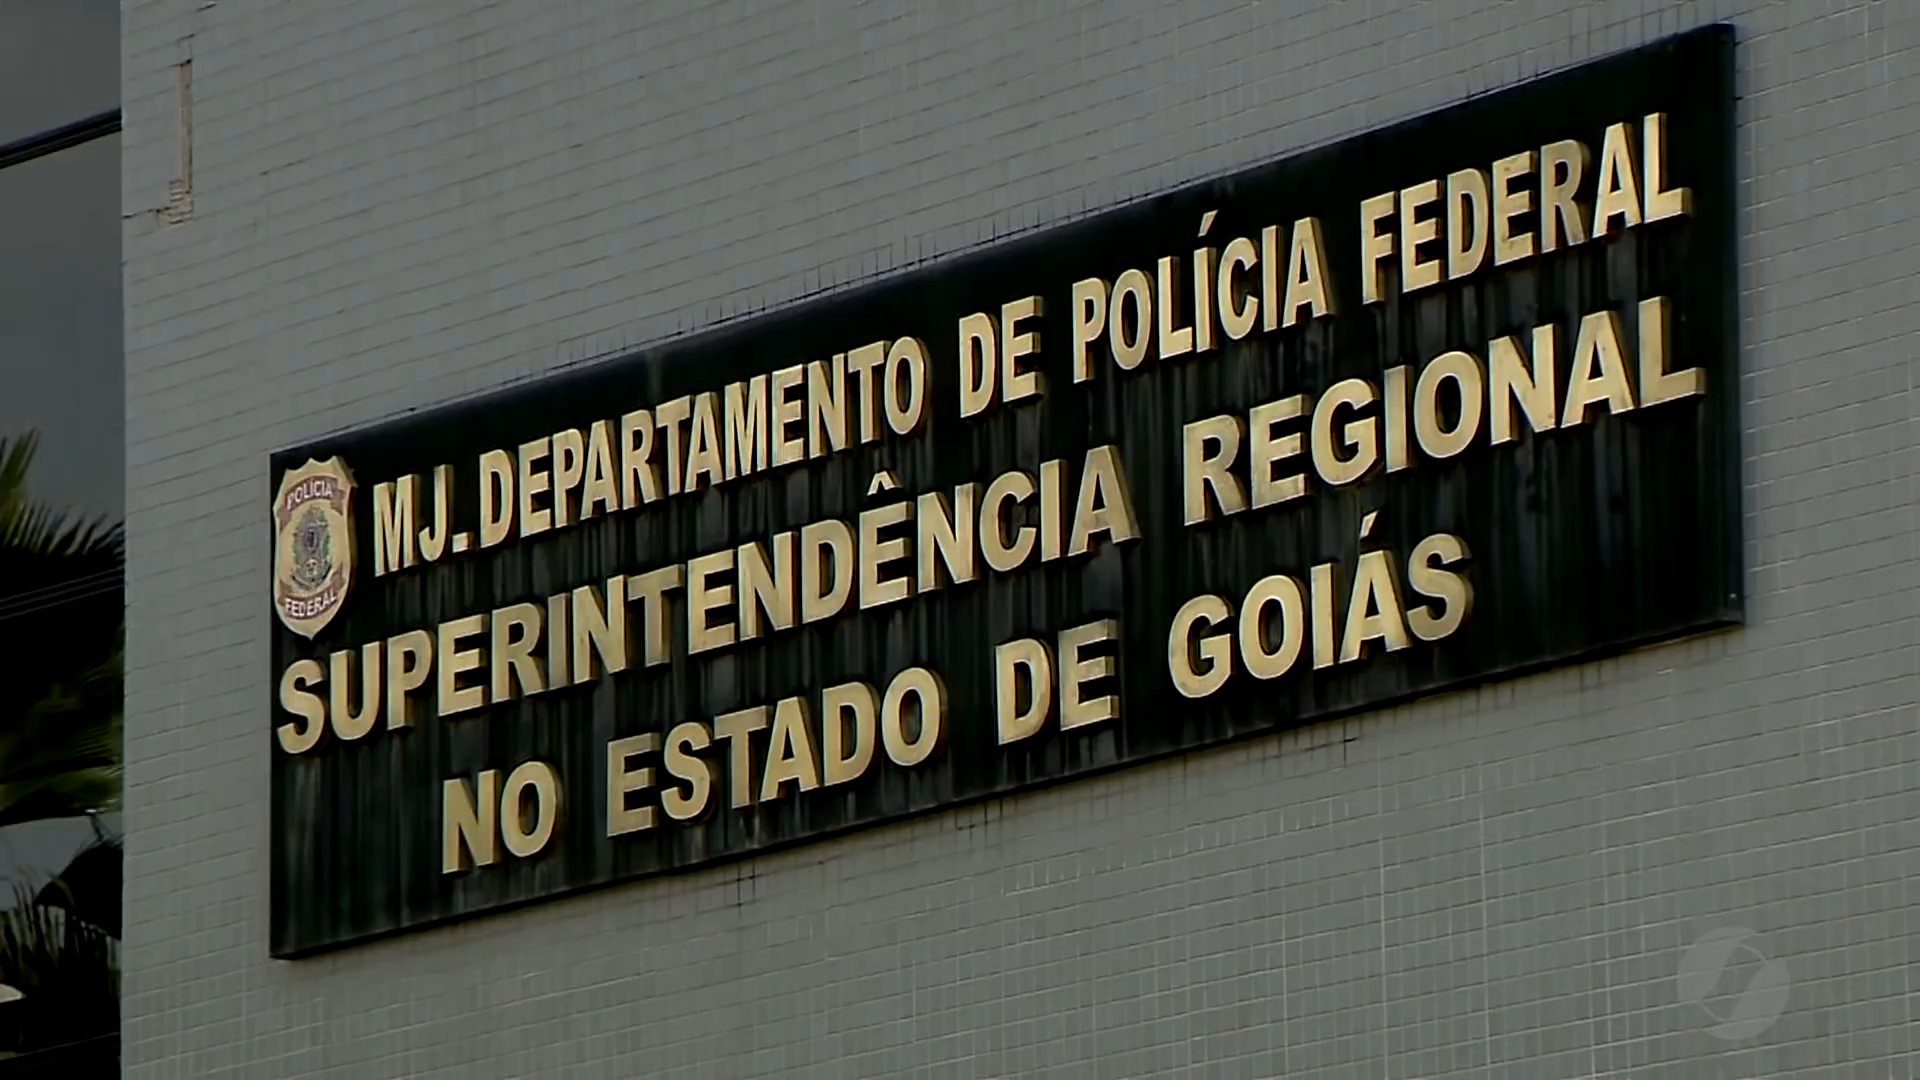 MJ. DEPARTAMENTO DE POLÍCIA FEDERAL
SUPERINTENDÊNCIA REGIONAL
NO ESTADO DE GOIÁS
POLÍCIA
FEDERAL